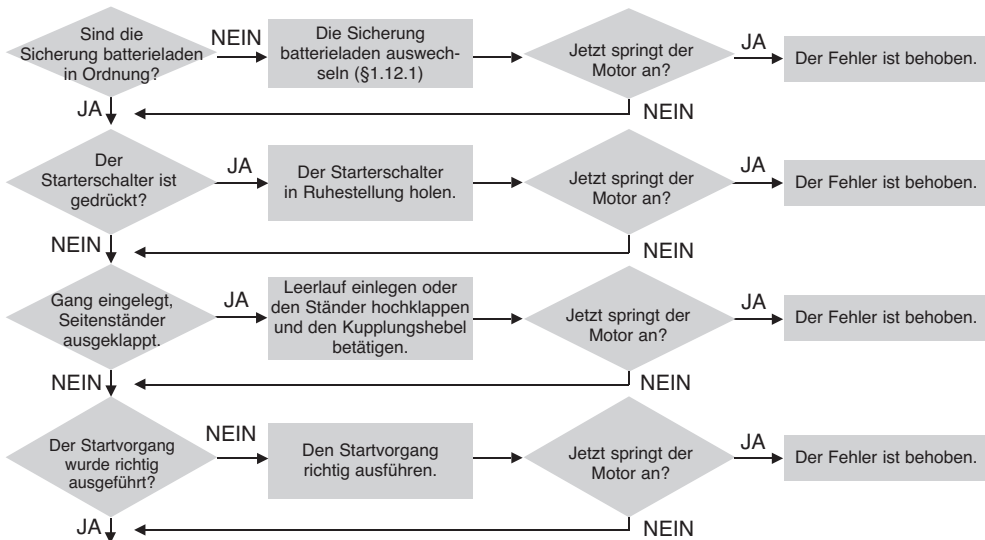 Sind die
Sicherung batterieladen
in Ordnung?
NEIN
Die Sicherung
batterieladen auswech-
seln (§1.12.1)
Jetzt springt der
Motor an?
JA
Der Fehler ist behoben.
JA
NEIN
Der
Starterschalter ist
gedrückt?
JA
Der Starterschalter
in Ruhestellung holen.
Jetzt springt der
Motor an?
JA
Der Fehler ist behoben.
NEIN
NEIN
Gang eingelegt,
Seitenständer
ausgeklappt.
JA
Leerlauf einlegen oder
den Ständer hochklappen
und den Kupplungshebel
betätigen.
Jetzt springt der
Motor an?
JA
Der Fehler ist behoben.
NEIN
NEIN
Der Startvorgang
wurde richtig
ausgeführt?
NEIN
Den Startvorgang
richtig ausführen.
Jetzt springt der
Motor an?
JA
Der Fehler ist behoben.
JA
NEIN